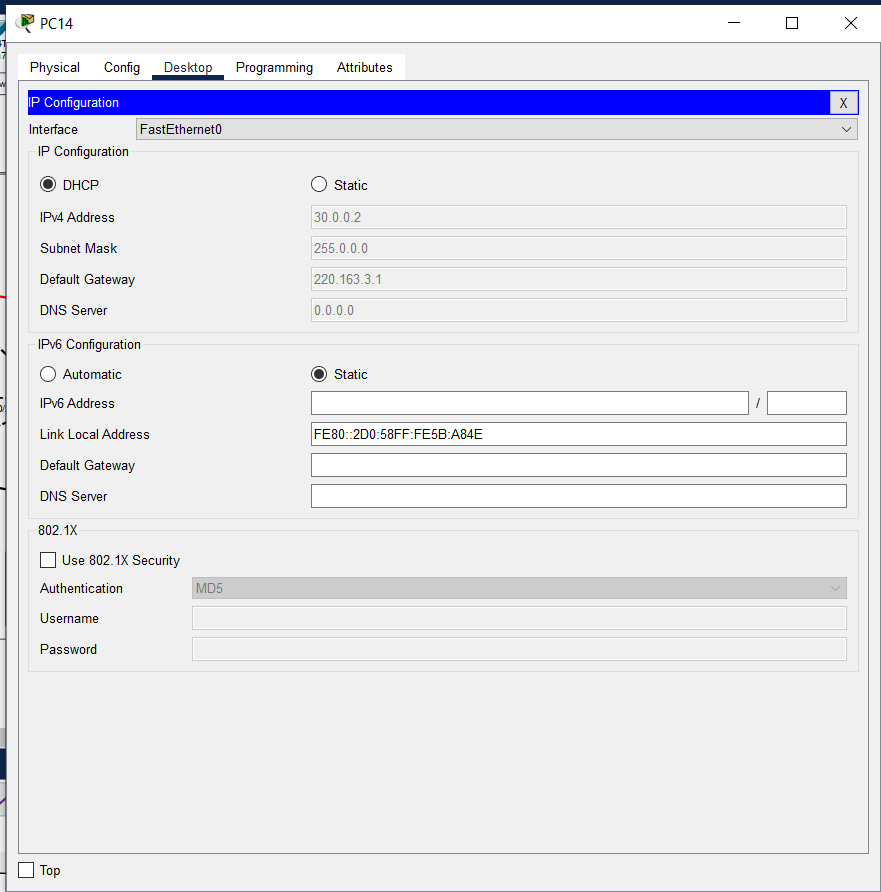 PC14
Physical Config Desktop Programming Attributes
IP Configuration X
Interface FastEthernet0
IP Configuration
DHCP Static
IPv4 Address 30.0.0.2
Subnet Mask 255.0.0.0
Default Gateway 220.163.3.1
DNS Server 0.0.0.0
IPv6 Configuration
Automatic Static
IPv6 Address /
Link Local Address FE80::2D0:58FF:FE5B:A84E
Default Gateway
DNS Server
802.1X
Use 802.1X Security
Authentication MD5
Username
Password
Top